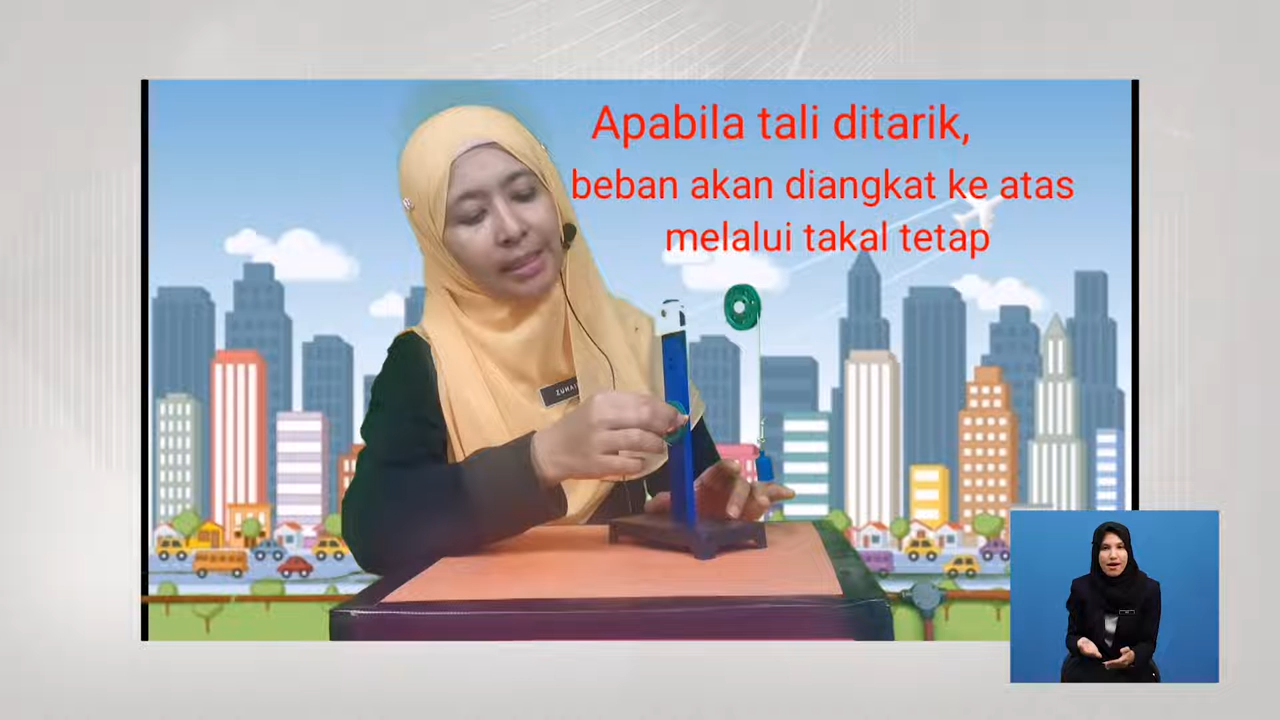 Apabila tali ditarik,
beban akan diangkat ke atas
melalui takal tetap